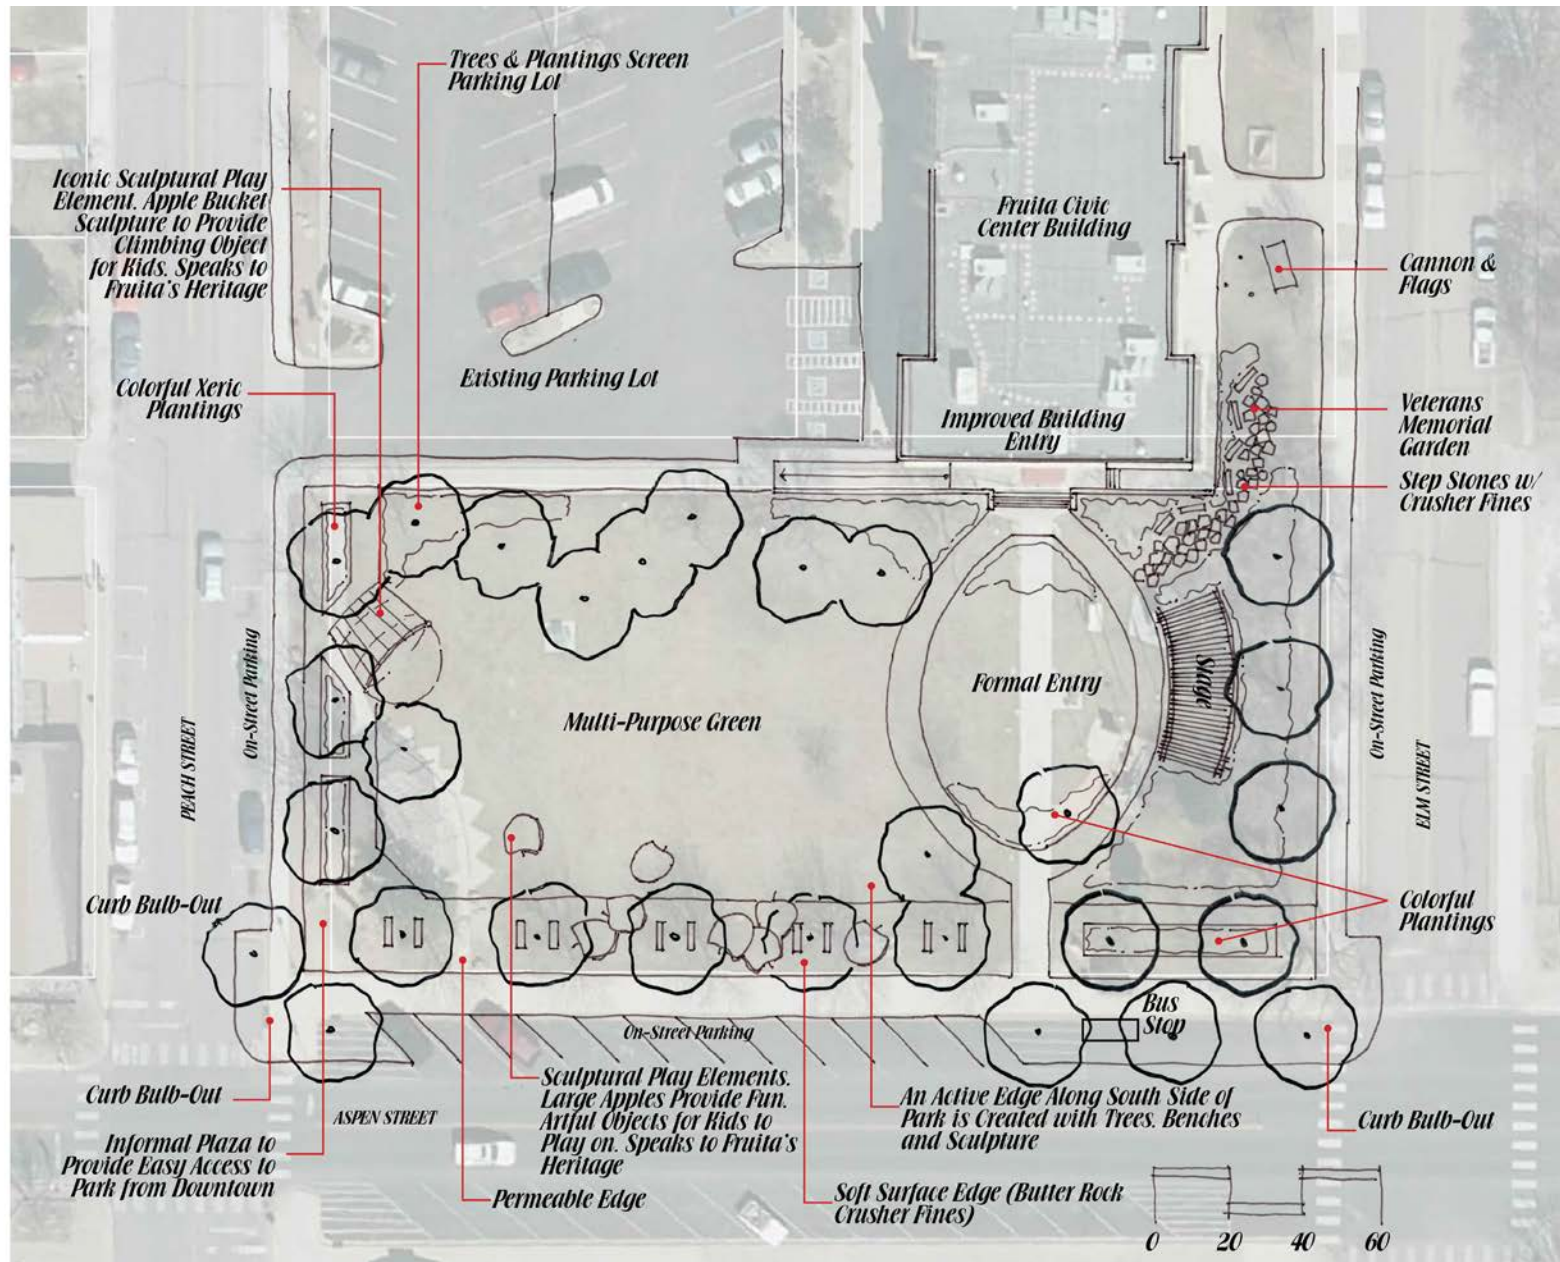 Trees & Plantings Screen
Parking Lot
Iconic Sculptural Play
Element. Apple Bucket
Sculpture to Provide
Climbing Object
for Kids. Speaks to
Fruita's Heritage
Fruita Civic
Center Building
Cannon &
Flags
Existing Parking Lot
Colorful Xeric
Plantings
Improved Building
Entry
Veterans
Memorial
Garden
Step Stones w/
Crusher Fines
On-Street Parking
PEACH STREET
Multi-Purpose Green
Formal Entry
Stage
On-Street Parking
ELM STREET
Curb Bulb-Out
Colorful
Plantings
Bus
Stop
On-Street Parking
Curb Bulb-Out
ASPEN STREET
Sculptural Play Elements.
Large Apples Provide Fun.
Artful Objects for Kids to
Play on. Speaks to Fruita's
Heritage
An Active Edge Along South Side of
Park is Created with Trees. Benches
and Sculpture
Curb Bulb-Out
Informal Plaza to
Provide Easy Access to
Park from Downtown
Permeable Edge
Soft Surface Edge (Butter Rock
Crusher Fines)
0 20 40 60